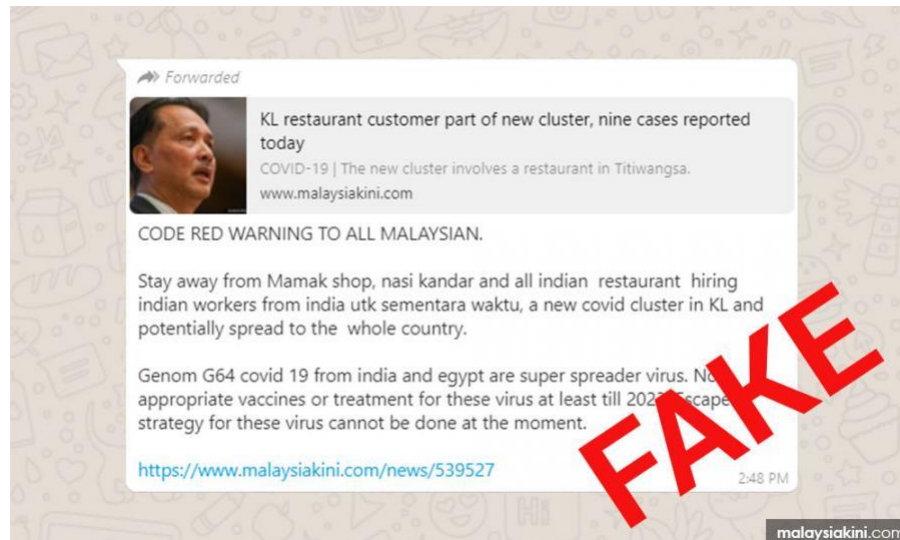 Forwarded
KL restaurant customer part of new cluster, nine cases reported
today
COVID-19 | The new cluster involves a restaurant in Titiwangsa.
www.malaysiakini.com
CODE RED WARNING TO ALL MALAYSIAN.
Stay away from Mamak shop, nasi kandar and all indian restaurant hiring
indian workers from india utk sementara waktu, a new covid cluster in KL and
potentially spread to the whole country.
Genom G64 covid 19 from india and egypt are super spreader virus. No
appropriate vaccines or treatment for these virus at least till Escape
strategy for these virus cannot be done at the moment.
https://www.malaysiakini.com/news/539527
2:48 PM
FAKE
malaysiakini.com